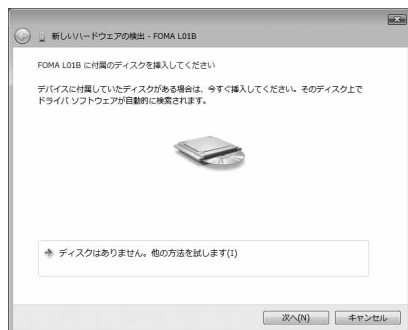 新しいハードウェアの検出 - FOMA L01B
FOMA L01B に付属のディスクを挿入してください
デバイスに付属していたディスクがある場合は、今すぐ挿入してください。そのディスク上で
ドライバ ソフトウェアが自動的に検索されます。
ディスクはありません。他の方法を試します(I)
次へ(N) キャンセル